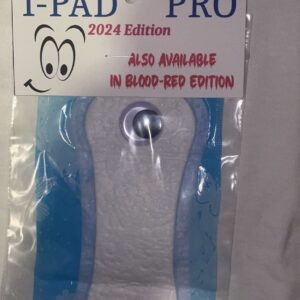 I-PAD PRO
2024 Edition
ALSO AVAILABLE
IN BLOOD-RED EDITION